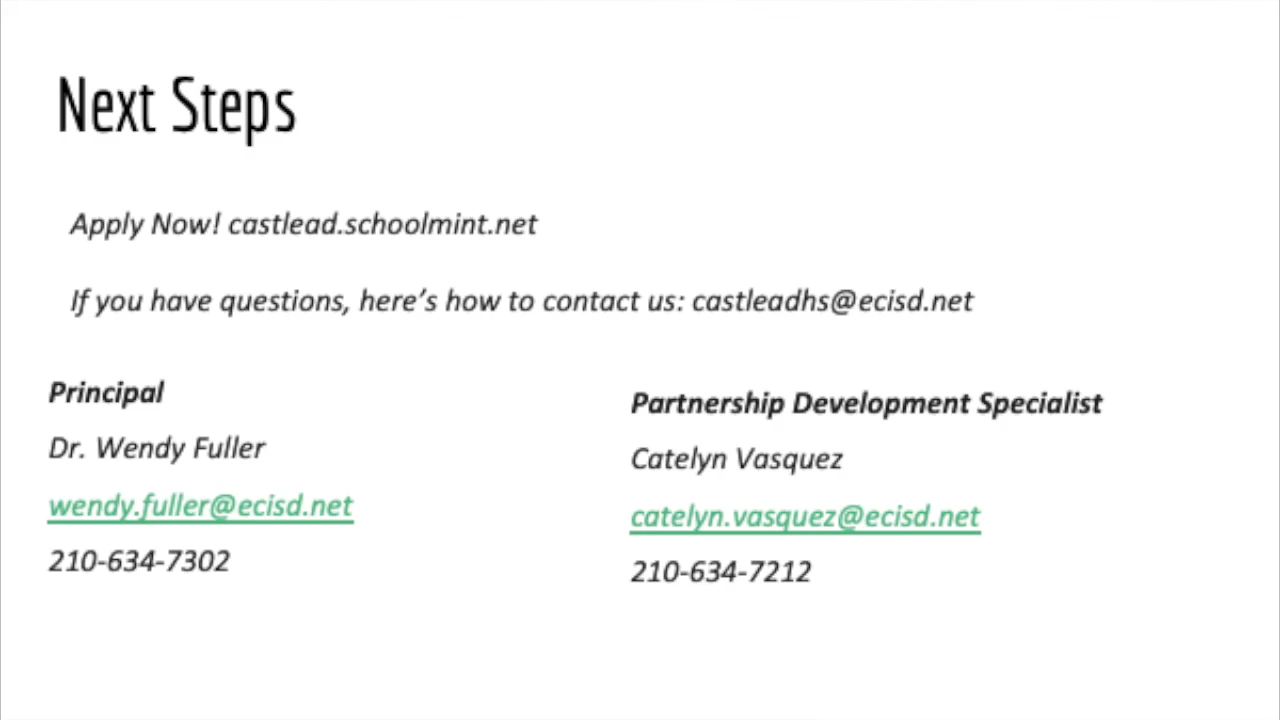 Next Steps
Apply Now! castlead.schoolmint.net
If you have questions, here’s how to contact us: castleadhs@ecisd.net
Principal
Dr. Wendy Fuller
wendy.fuller@ecisd.net
210-634-7302
Partnership Development Specialist
Catelyn Vasquez
catelyn.vasquez@ecisd.net
210-634-7212